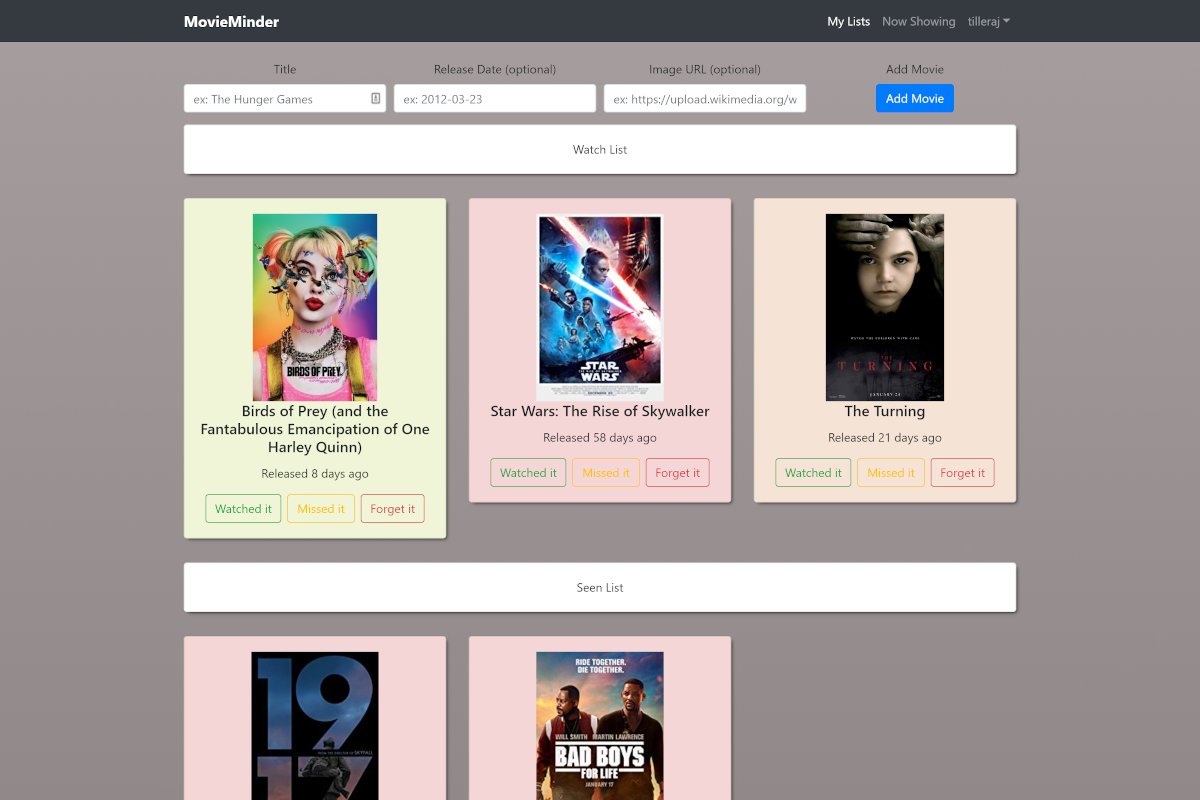 MovieMinder
My Lists Now Showing tilleraj
Title Release Date (optional) Image URL (optional) Add Movie
ex: The Hunger Games ex: 2012-03-23 ex: https://upload.wikimedia.org/w Add Movie
Watch List
BIRDS OF PREY
STAR
WARS
THE
TURNING
JANUARY 24
Birds of Prey (and the
Fantabulous Emancipation of One
Harley Quinn)
Released 8 days ago
Watched it Missed it Forget it
Star Wars: The Rise of Skywalker
Released 58 days ago
Watched it Missed it Forget it
The Turning
Released 21 days ago
Watched it Missed it Forget it
Seen List
19
FROM THE DIRECTOR OF SKYFALL
17
RIDE TOGETHER.
DIE TOGETHER.
WILL SMITH MARTIN LAWRENCE
BAD BOYS
FOR LIFE
JANUARY 17